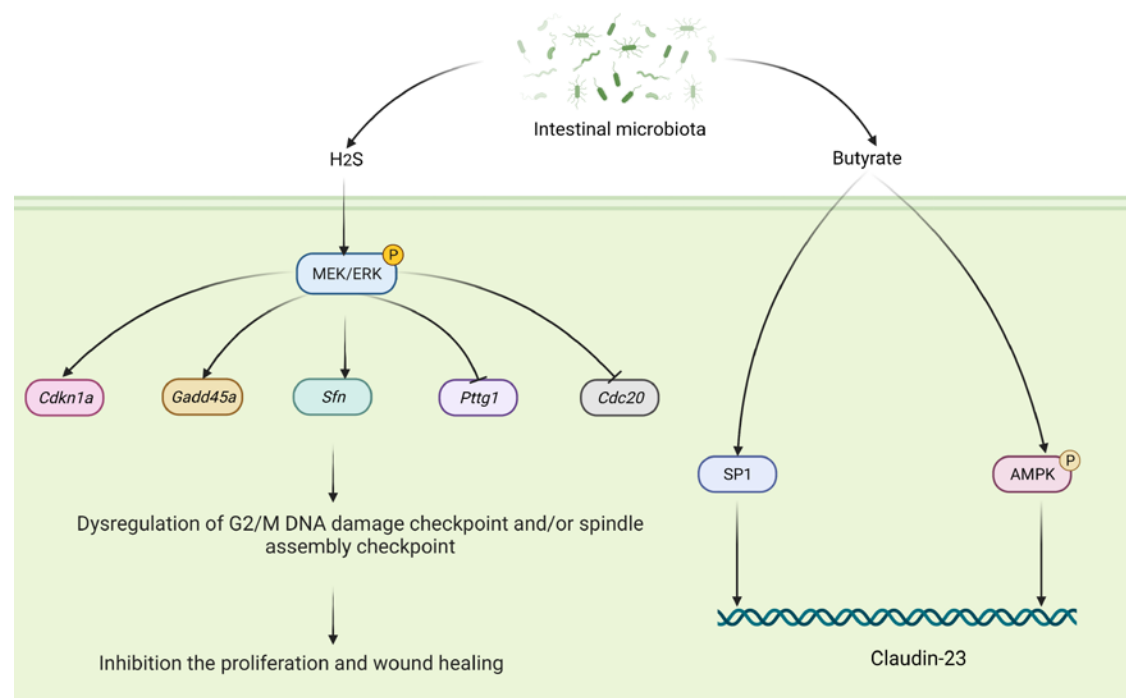 Intestinal microbiota
H2S
Butyrate
P
MEK/ERK
Cdkn1a
Gadd45a
Sfn
Pttg1
Cdc20
SP1
P
AMPK
Dysregulation of G2/M DNA damage checkpoint and/or spindle
assembly checkpoint
Inhibition the proliferation and wound healing
Claudin-23